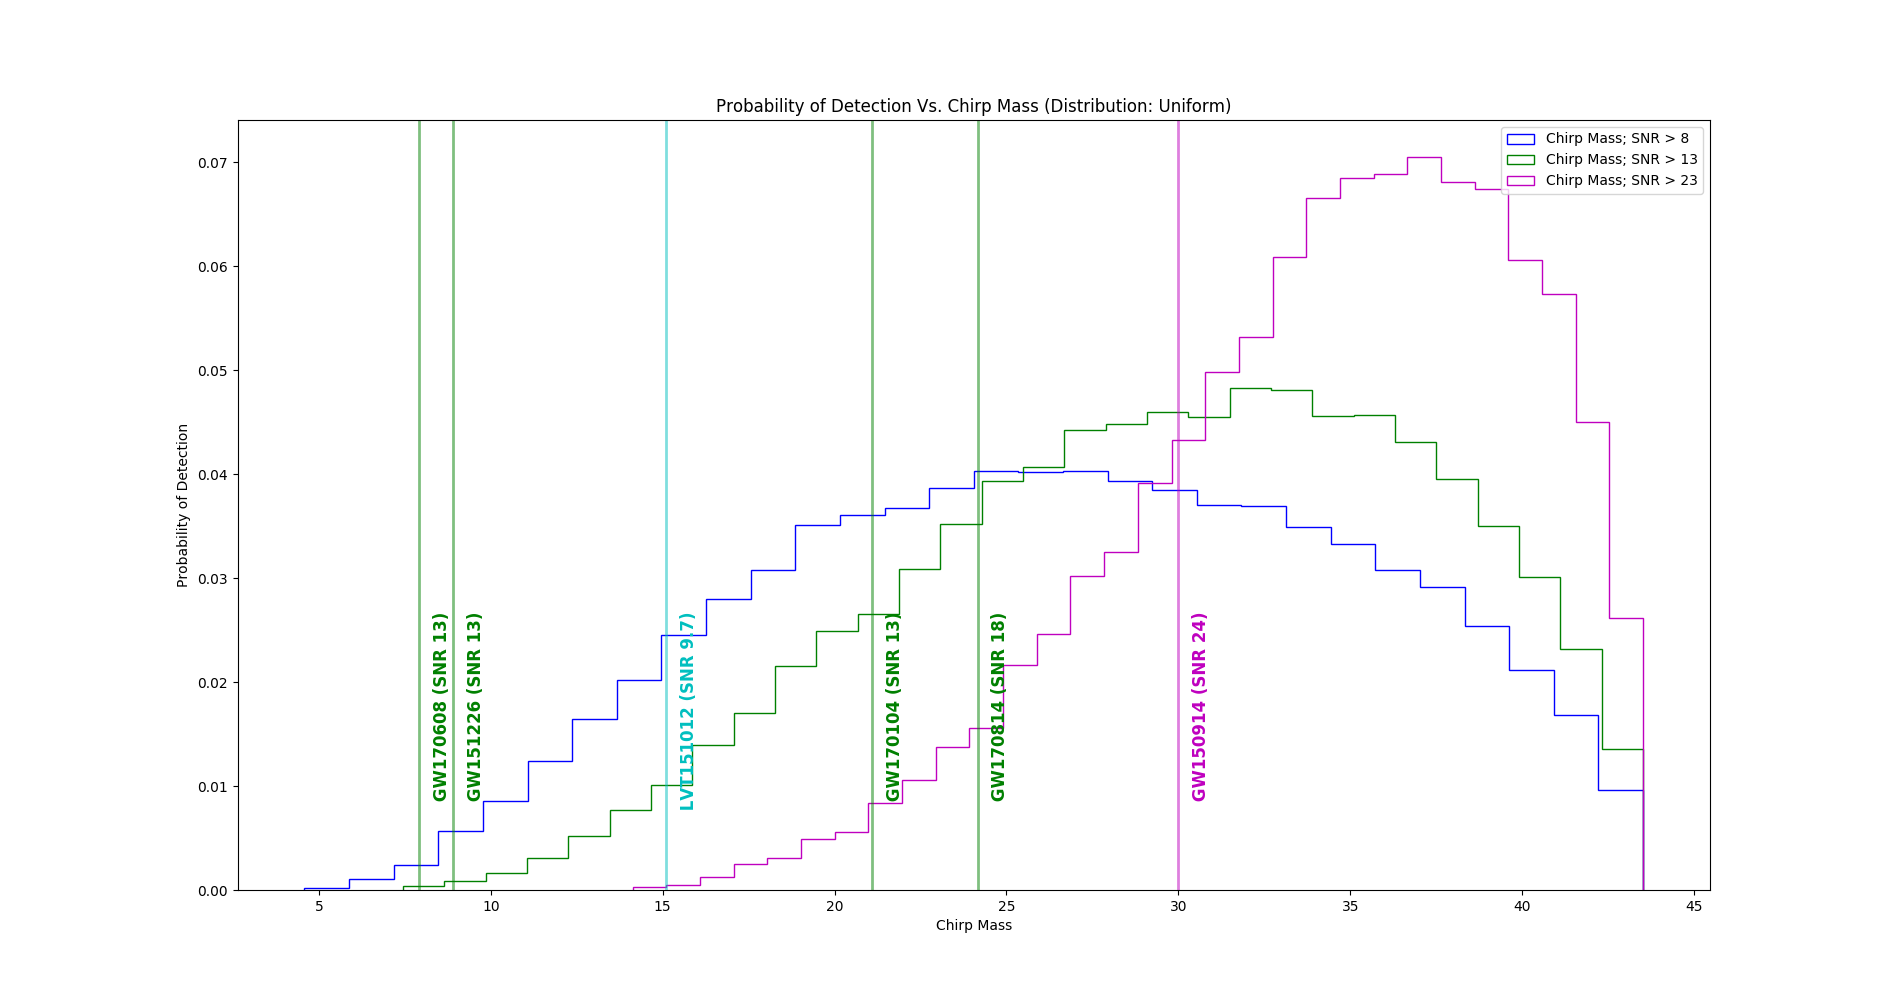 Probability of Detection Vs. Chirp Mass (Distribution: Uniform)
Chirp Mass; SNR > 8
Chirp Mass; SNR > 13
Chirp Mass; SNR > 23
Probability of Detection
0.07
0.06
0.05
0.04
0.03
0.02
0.01
0.00
GW170608 (SNR 13)
GW151226 (SNR 13)
LVT151012 (SNR 9.7)
GW170104 (SNR 13)
GW170814 (SNR 18)
GW150914 (SNR 24)
5 10 15 20 25 30 35 40 45
Chirp Mass